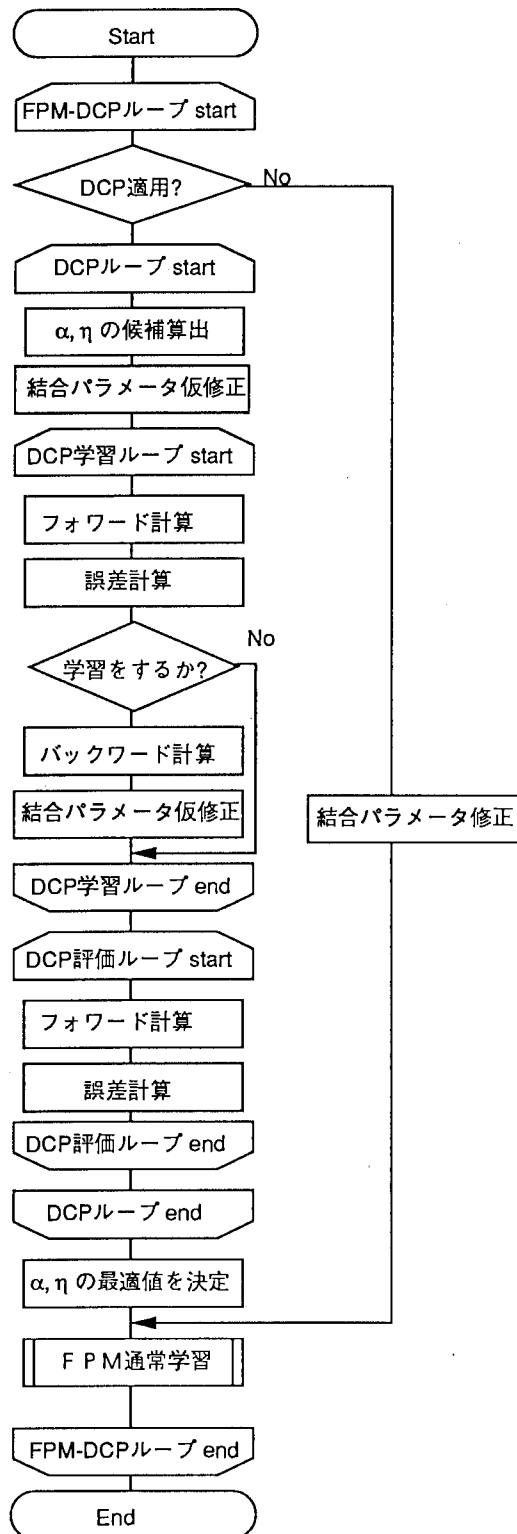 Start
FPM-DCPループ start
DCP適用?
No
DCPループ start
α, η の候補算出
結合パラメータ仮修正
DCP学習ループ start
フォワード計算
誤差計算
No
学習をするか?
バックワード計算
結合パラメータ仮修正
結合パラメータ修正
DCP学習ループ end
DCP評価ループ start
フォワード計算
誤差計算
DCP評価ループ end
DCPループ end
α, η の最適値を決定
ＦＰＭ通常学習
FPM-DCPループ end
End